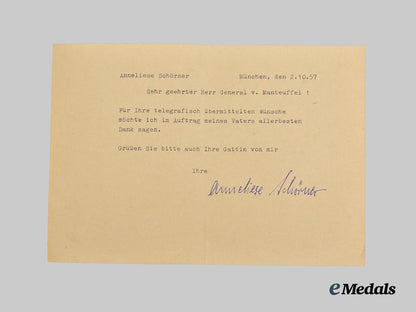 Anneliese Schörner München, den 2.10.57
Sehr geehrter Herr General v. Manteuffel !
Für Ihre telegrafisch übermittelten Wünsche
möchte ich im Auftrag meines Vaters allerbesten
Dank sagen.
Grüßen Sie bitte auch Ihre Gattin von mir
Ihre
Anneliese Schörner
eMedals